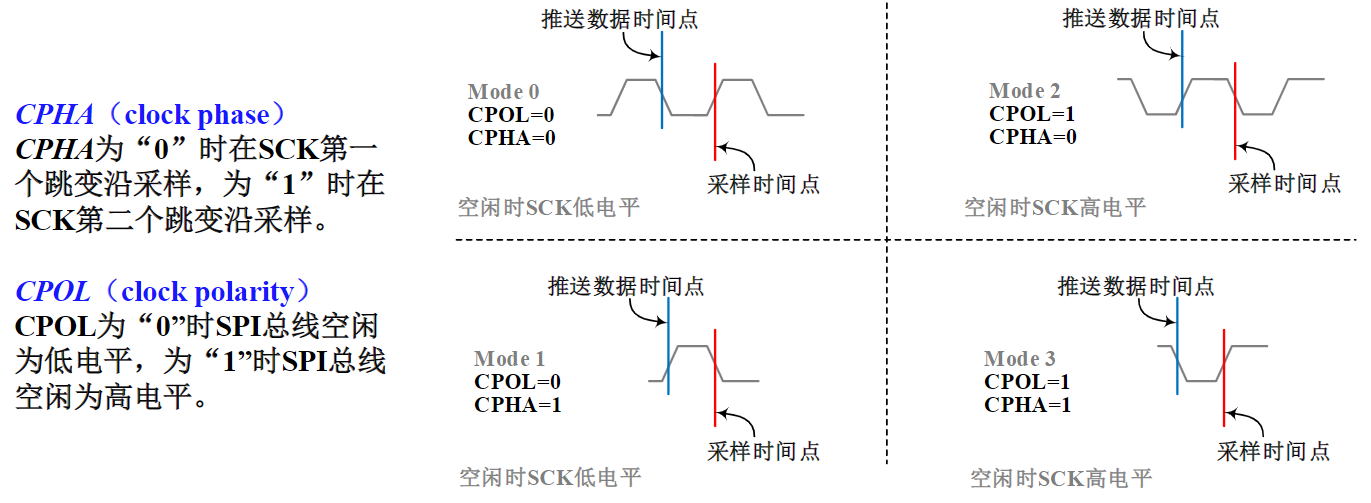 CPHA（clock phase）
CPHA为“0”时在SCK第一
个跳变沿采样，为“1”时在
SCK第二个跳变沿采样。
CPOL（clock polarity）
CPOL为“0”时SPI总线空闲
为低电平，为“1”时SPI总线
空闲为高电平。
推送数据时间点
Mode 0
CPOL=0
CPHA=0
采样时间点
空闲时SCK低电平
推送数据时间点
Mode 2
CPOL=1
CPHA=0
采样时间点
空闲时SCK高电平
推送数据时间点
Mode 1
CPOL=0
CPHA=1
采样时间点
空闲时SCK低电平
推送数据时间点
Mode 3
CPOL=1
CPHA=1
采样时间点
空闲时SCK高电平